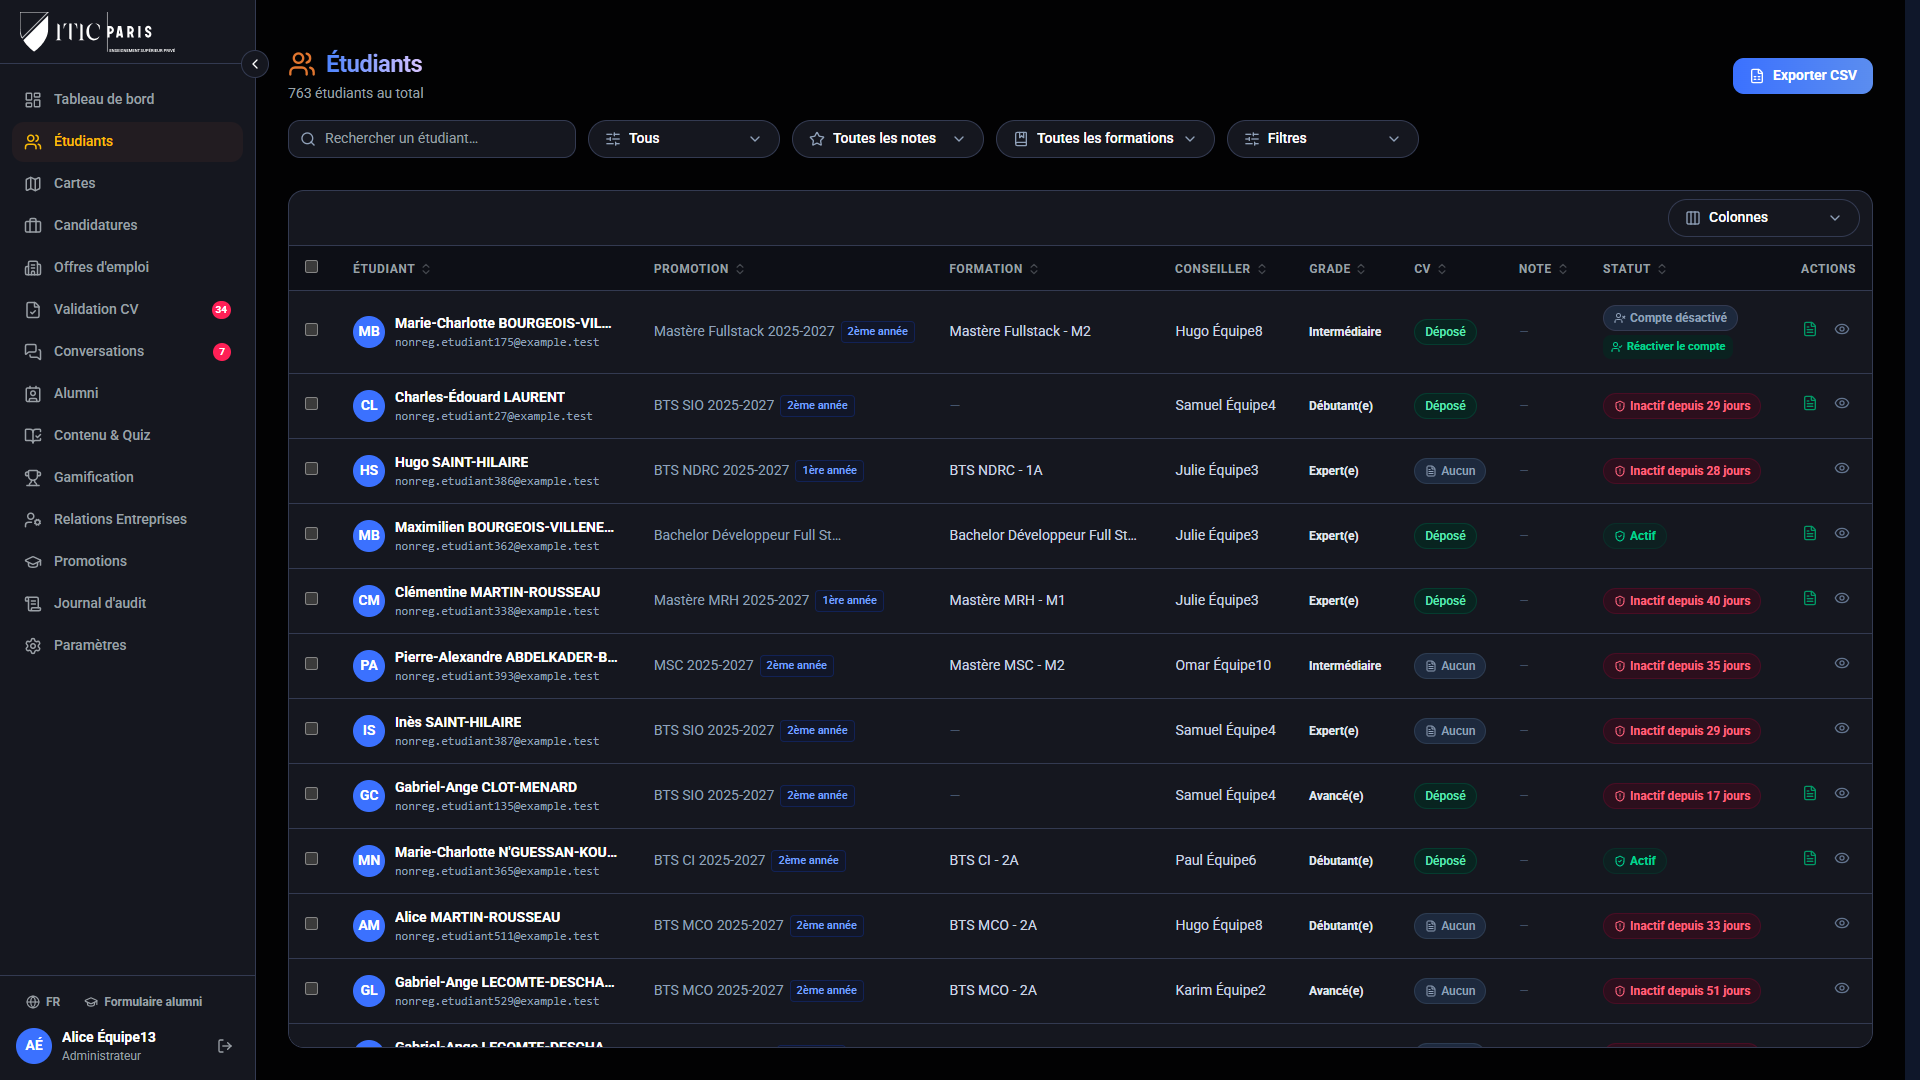 ITIC PARIS
ENSEIGNEMENT SUPÉRIEUR PRIVÉ
Tableau de bord
Étudiants
Cartes
Candidatures
Offres d'emploi
Validation CV 34
Conversations 7
Alumni
Contenu & Quiz
Gamification
Relations Entreprises
Promotions
Journal d'audit
Paramètres
FR Formulaire alumni
AÉ Alice Équipe13
Administrateur
Étudiants
763 étudiants au total
Exporter CSV
Rechercher un étudiant... Tous Toutes les notes Toutes les formations Filtres
Colonnes
ÉTUDIANT PROMOTION FORMATION CONSEILLER GRADE CV NOTE STATUT ACTIONS
MB Marie-Charlotte BOURGEOIS-VIL... Mastère Fullstack 2025-2027 2ème année Mastère Fullstack - M2 Hugo Équipe8 Intermédiaire Déposé — Compte désactivé
nonreg.etudiant175@example.test Réactiver le compte
CL Charles-Édouard LAURENT BTS SIO 2025-2027 2ème année — Samuel Équipe4 Débutant(e) Déposé — Inactif depuis 29 jours
nonreg.etudiant27@example.test
HS Hugo SAINT-HILAIRE BTS NDRC 2025-2027 1ère année BTS NDRC - 1A Julie Équipe3 Expert(e) Aucun — Inactif depuis 28 jours
nonreg.etudiant386@example.test
MB Maximilien BOURGEOIS-VILLENE... Bachelor Développeur Full St... Bachelor Développeur Full St... Julie Équipe3 Expert(e) Déposé — Actif
nonreg.etudiant362@example.test
CM Clémentine MARTIN-ROUSSEAU Mastère MRH 2025-2027 1ère année Mastère MRH - M1 Julie Équipe3 Expert(e) Déposé — Inactif depuis 40 jours
nonreg.etudiant338@example.test
PA Pierre-Alexandre ABDELKADER-B... MSC 2025-2027 2ème année Mastère MSC - M2 Omar Équipe10 Intermédiaire Aucun — Inactif depuis 35 jours
nonreg.etudiant393@example.test
IS Inès SAINT-HILAIRE BTS SIO 2025-2027 2ème année — Samuel Équipe4 Expert(e) Aucun — Inactif depuis 29 jours
nonreg.etudiant387@example.test
GC Gabriel-Ange CLOT-MENARD BTS SIO 2025-2027 2ème année — Samuel Équipe4 Avancé(e) Déposé — Inactif depuis 17 jours
nonreg.etudiant135@example.test
MN Marie-Charlotte N'GUESSAN-KOU... BTS CI 2025-2027 2ème année BTS CI - 2A Paul Équipe6 Débutant(e) Déposé — Actif
nonreg.etudiant365@example.test
AM Alice MARTIN-ROUSSEAU BTS MCO 2025-2027 2ème année BTS MCO - 2A Hugo Équipe8 Débutant(e) Aucun — Inactif depuis 33 jours
nonreg.etudiant511@example.test
GL Gabriel-Ange LECOMTE-DESCHA... BTS MCO 2025-2027 2ème année BTS MCO - 2A Karim Équipe2 Avancé(e) Aucun — Inactif depuis 51 jours
nonreg.etudiant529@example.test
Gabriel-Ange LECOMTE-DESCHA...